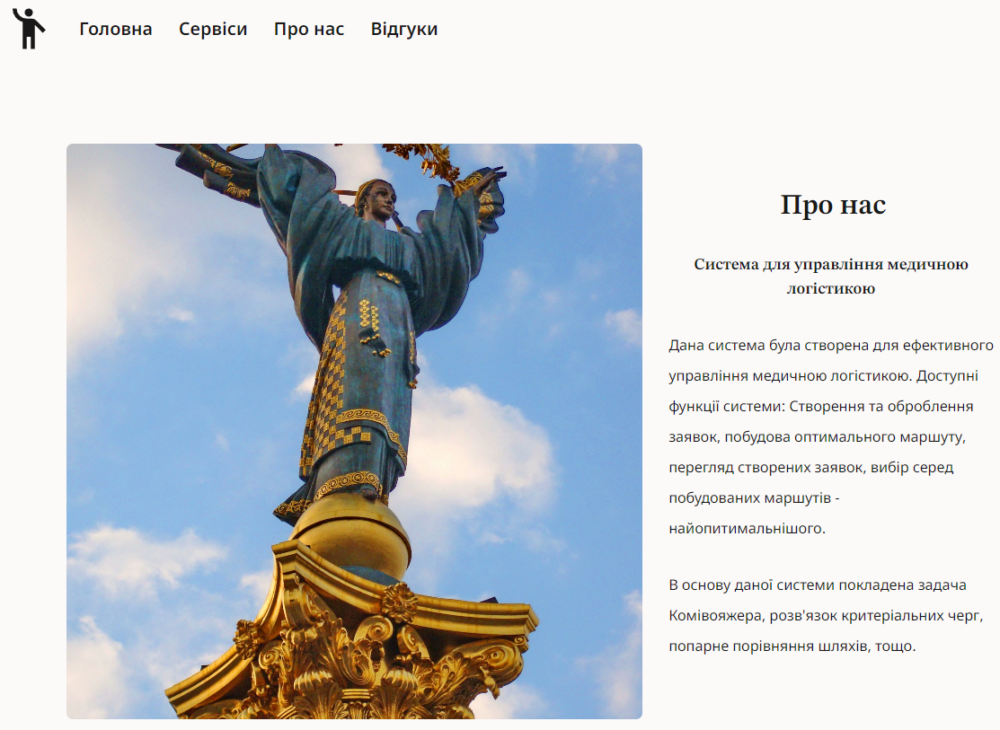 Головна Сервіси Про нас Відгуки
Про нас
Система для управління медичною
логістикою
Дана система була створена для ефективного
управління медичною логістикою. Доступні
функції системи: Створення та оброблення
заявок, побудова оптимального маршуту,
перегляд створених заявок, вибір серед
побудованих маршрутів -
найопитимальнішого.
В основу даної системи покладена задача
Комівояжера, розв'язок критеріальних черг,
попарне порівняння шляхів, тощо.